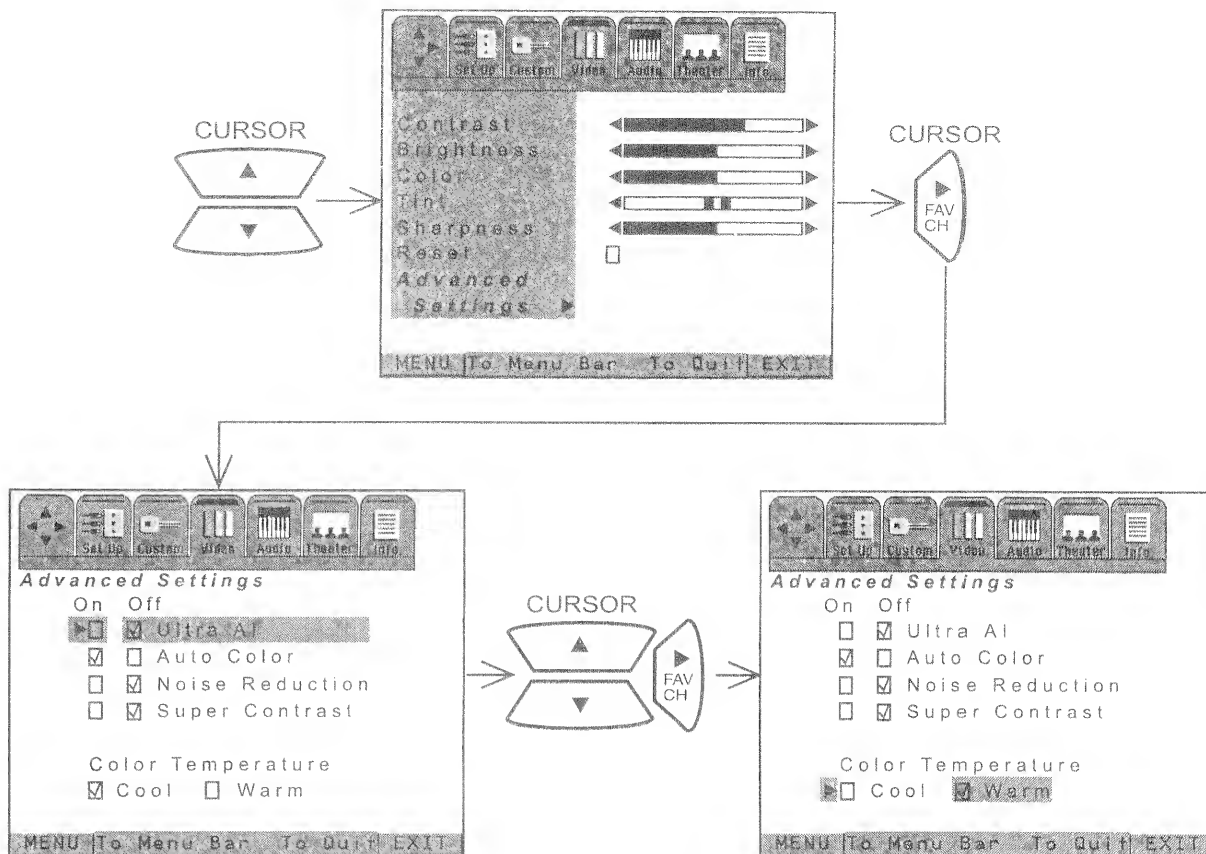 Set Up Custom Video Audio Theater Info
CURSOR
Contrast
Brightness
Color
Tint
Sharpness
Reset
Advanced
Settings
MENU To Menu Bar To Quit EXIT
CURSOR
FAV
CH
Set Up Custom Video Audio Theater Info
Advanced Settings
On Off
Ultra AI
Auto Color
Noise Reduction
Super Contrast
Color Temperature
Cool Warm
MENU To Menu Bar To Quit EXIT
CURSOR
FAV
CH
Set Up Custom Video Audio Theater Info
Advanced Settings
On Off
Ultra AI
Auto Color
Noise Reduction
Super Contrast
Color Temperature
Cool Warm
MENU To Menu Bar To Quit EXIT